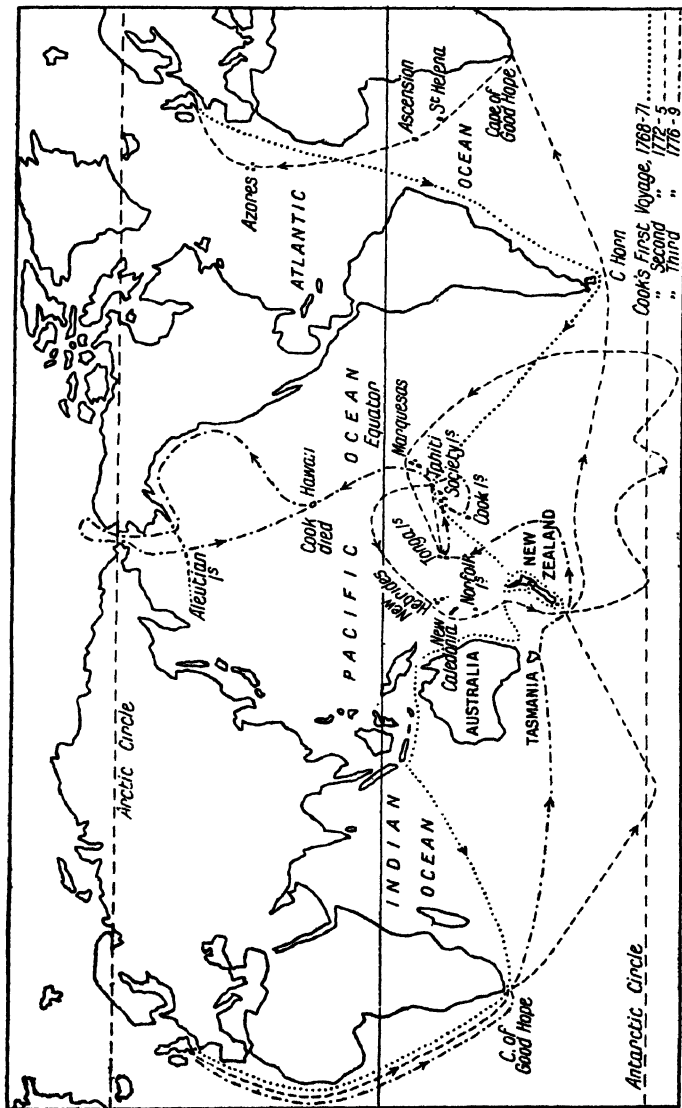 Arctic Circle
Aleutian
Is
Azores
ATLANTIC
OCEAN
Ascension
St Helena
Cape of
Good Hope
Hawaii
Cook
died
PACIFIC
OCEAN
Equator
Marquesas
Tahiti
Society Is
Cook Is
Tonga Is
New
Hebrides
Norfolk
Is
New
Caledonia
AUSTRALIA
TASMANIA
NEW
ZEALAND
INDIAN
OCEAN
C. of
Good Hope
C Horn
Antarctic Circle
Cook's First Voyage, 1768-71
" Second " 1772 - 5
" Third " 1776 - 9